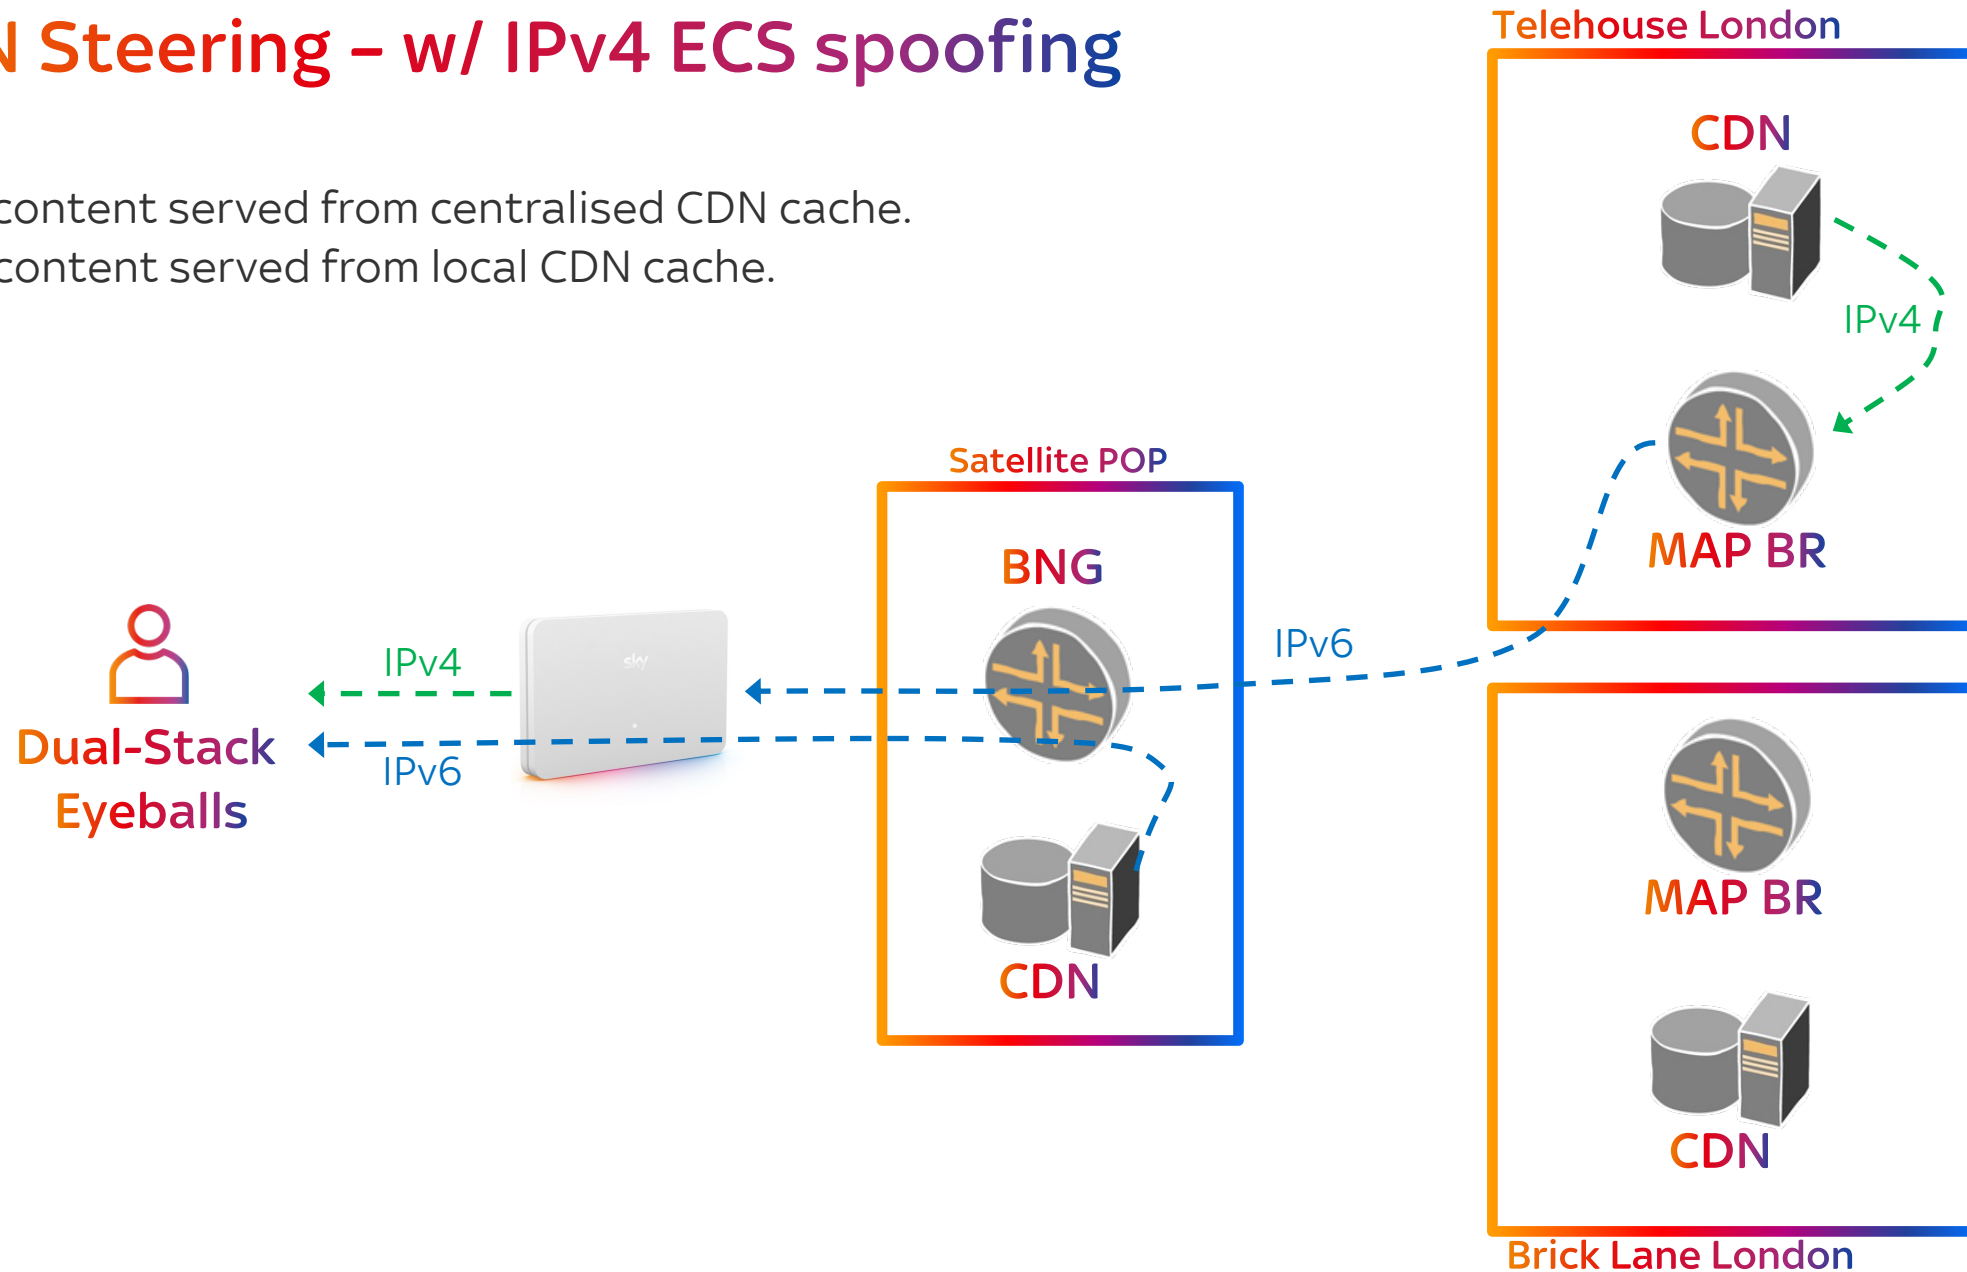 N Steering – w/ IPv4 ECS spoofing
content served from centralised CDN cache.
content served from local CDN cache.
Telehouse London
CDN
IPv4
MAP BR
Satellite POP
BNG
IPv6
sky
IPv4
IPv6
Dual-Stack
Eyeballs
CDN
MAP BR
CDN
Brick Lane London